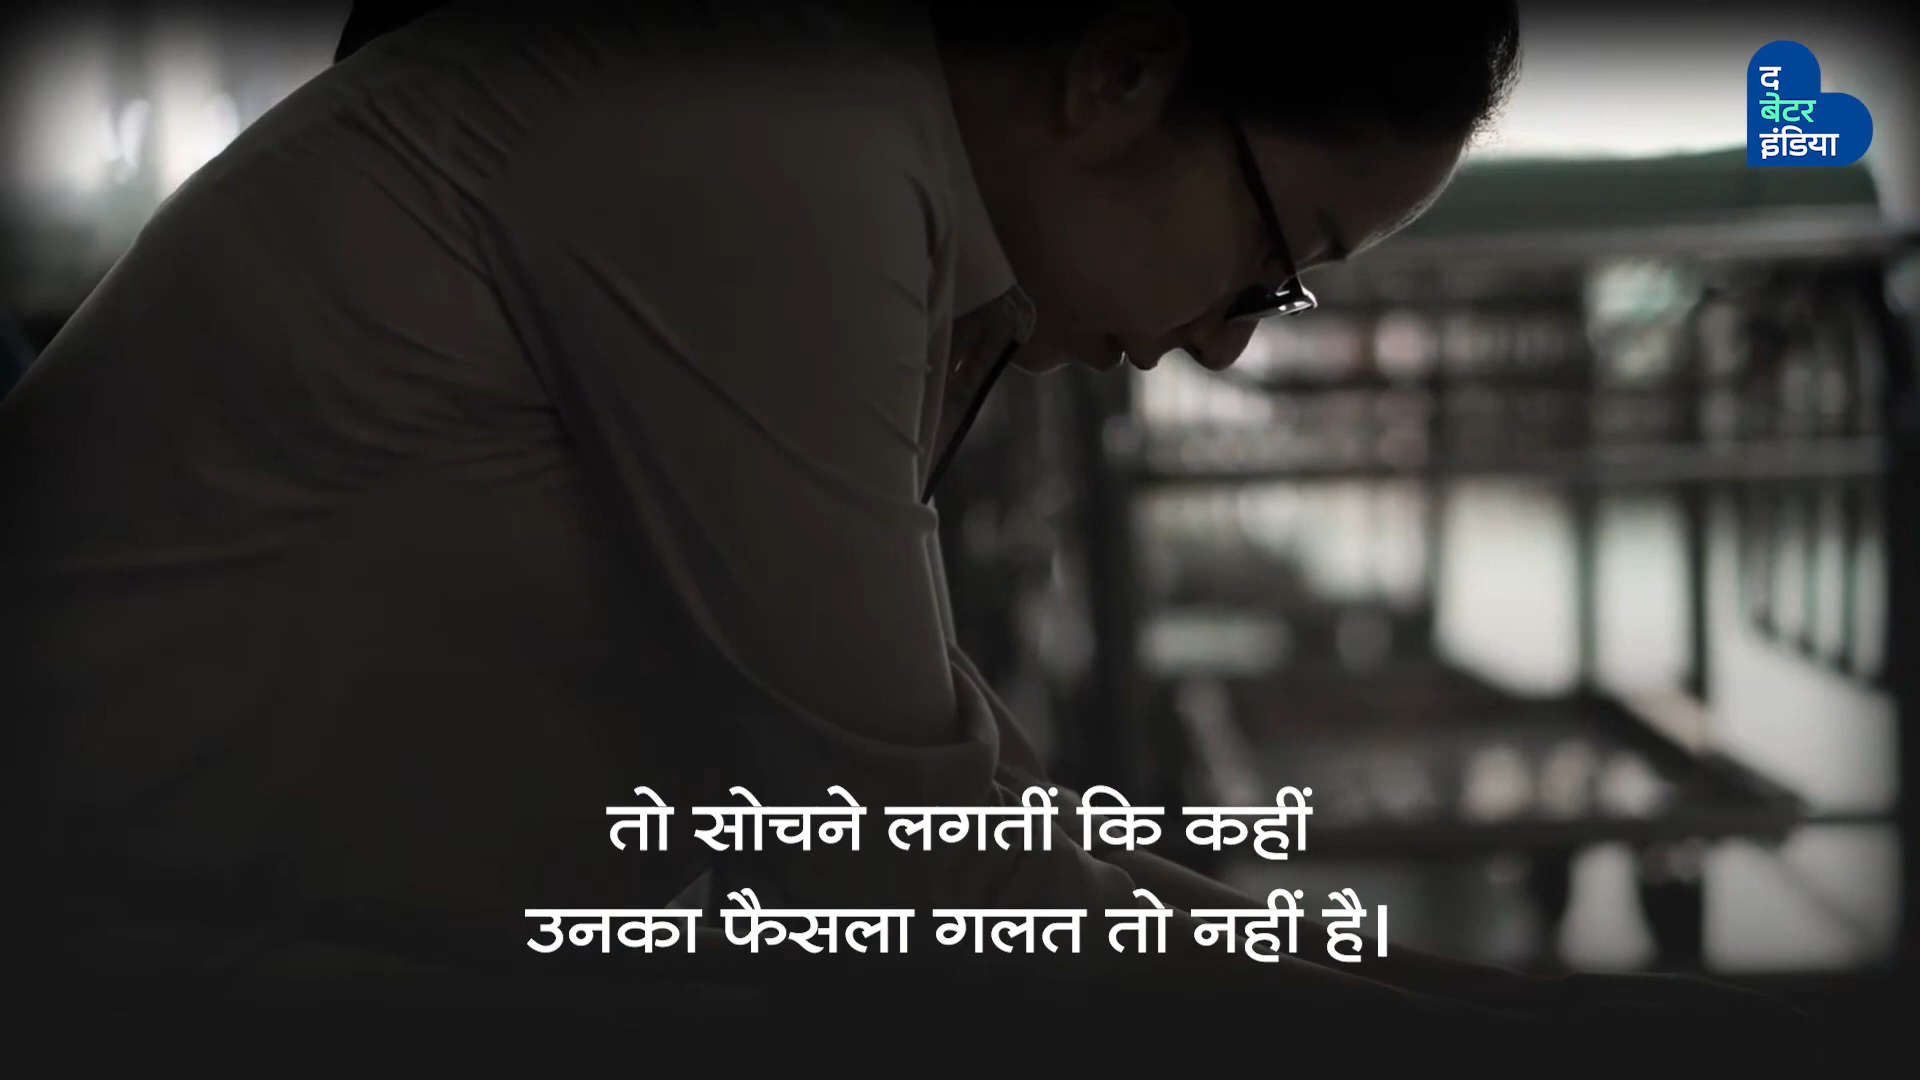 द
बेटर
इंडिया
तो सोचने लगतीं कि कहीं
उनका फैसला गलत तो नहीं है।